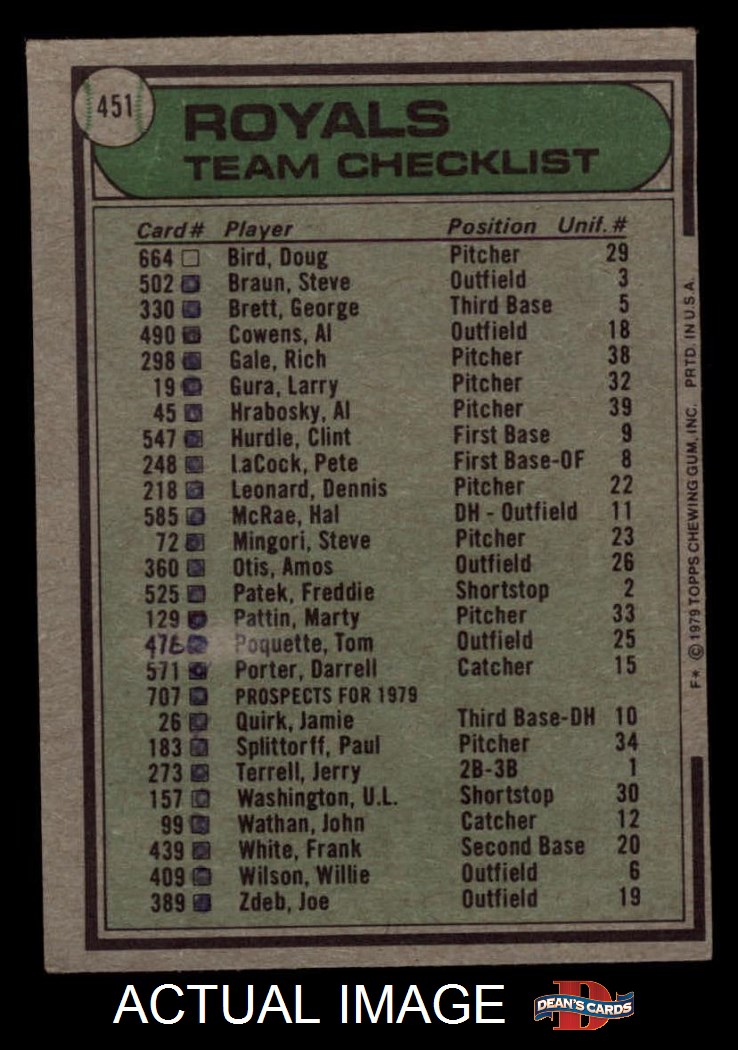 451
ROYALS
TEAM CHECKLIST
Card # Player Position Unif. #
664 Bird, Doug Pitcher 29
502 Braun, Steve Outfield 3
330 Brett, George Third Base 5
490 Cowens, Al Outfield 18
298 Gale, Rich Pitcher 38
19 Gura, Larry Pitcher 32
45 Hrabosky, Al Pitcher 39
547 Hurdle, Clint First Base 9
248 LaCock, Pete First Base-OF 8
218 Leonard, Dennis Pitcher 22
585 McRae, Hal DH - Outfield 11
72 Mingori, Steve Pitcher 23
360 Otis, Amos Outfield 26
525 Patek, Freddie Shortstop 2
129 Pattin, Marty Pitcher 33
476 Poquette, Tom Outfield 25
571 Porter, Darrell Catcher 15
707 PROSPECTS FOR 1979
26 Quirk, Jamie Third Base-DH 10
183 Splittorff, Paul Pitcher 34
273 Terrell, Jerry 2B-3B 1
157 Washington, U.L. Shortstop 30
99 Wathan, John Catcher 12
439 White, Frank Second Base 20
409 Wilson, Willie Outfield 6
389 Zdeb, Joe Outfield 19
F* © 1979 TOPPS CHEWING GUM, INC. PRTD. IN U.S.A.
ACTUAL IMAGE
DEAN'S CARDS